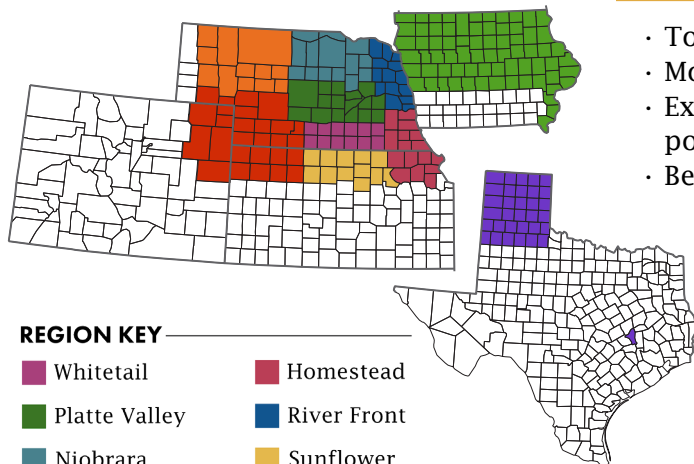 · To
· Mo
· Ex
po
· Be
REGION KEY
Whitetail
Homestead
Platte Valley
River Front
Niobrara
Sunflower